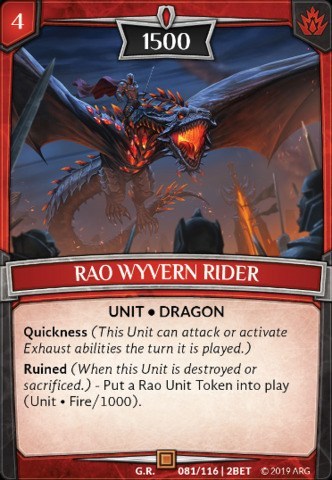 4
1500
RAO WYVERN RIDER
UNIT • DRAGON
Quickness (This Unit can attack or activate
Exhaust abilities the turn it is played.)
Ruined (When this Unit is destroyed or
sacrificed.) - Put a Rao Unit Token into play
(Unit • Fire/1000).
G.R. 081/116 | 2BET © 2019 ARG